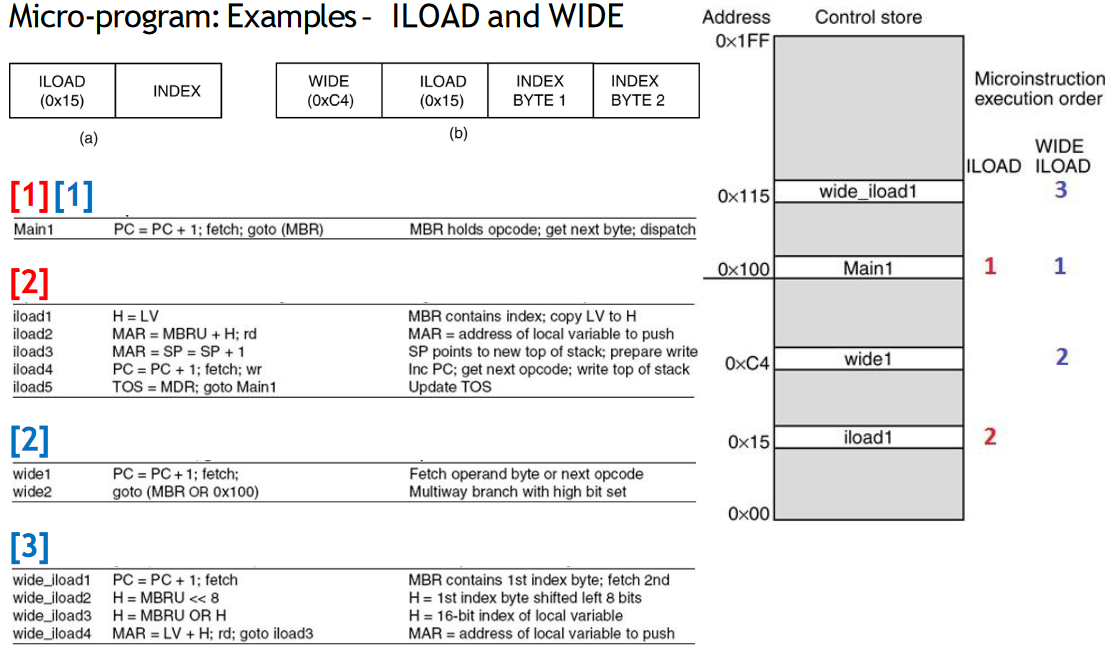 Micro-program: Examples - ILOAD and WIDE
ILOAD (0x15)
INDEX
(a)
WIDE (0xC4)
ILOAD (0x15)
INDEX BYTE 1
INDEX BYTE 2
(b)
[1] [1]
Main1 PC = PC + 1; fetch; goto (MBR) MBR holds opcode; get next byte; dispatch
[2]
iload1 H = LV MBR contains index; copy LV to H
iload2 MAR = MBRU + H; rd MAR = address of local variable to push
iload3 MAR = SP = SP + 1 SP points to new top of stack; prepare write
iload4 PC = PC + 1; fetch; wr Inc PC; get next opcode; write top of stack
iload5 TOS = MDR; goto Main1 Update TOS
[2]
wide1 PC = PC + 1; fetch; Fetch operand byte or next opcode
wide2 goto (MBR OR 0x100) Multiway branch with high bit set
[3]
wide_iload1 PC = PC + 1; fetch MBR contains 1st index byte; fetch 2nd
wide_iload2 H = MBRU << 8 H = 1st index byte shifted left 8 bits
wide_iload3 H = MBRU OR H H = 16-bit index of local variable
wide_iload4 MAR = LV + H; rd; goto iload3 MAR = address of local variable to push
Address Control store
0×1FF
Microinstruction
execution order
WIDE
ILOAD ILOAD
0×115 wide_iload1 3
0×100 Main1 1 1
0×C4 wide1 2
0×15 iload1 2
0×00